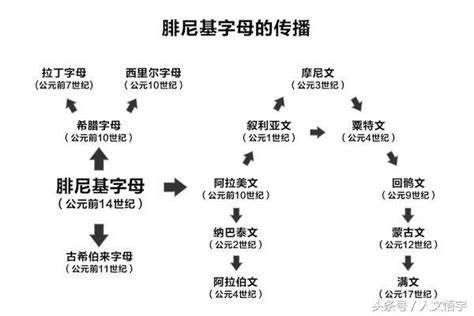 腓尼基字母的传播
拉丁字母
(公元前7世纪)
西里尔字母
(公元10世纪)
摩尼文
(公元3世纪)
希腊字母
(公元前10世纪)
叙利亚文
(公元1世纪)
粟特文
(公元4世纪)
腓尼基字母
(公元前14世纪)
阿拉美文
(公元前10世纪)
回鹘文
(公元9世纪)
纳巴泰文
(公元2世纪)
蒙古文
(公元12世纪)
古希伯来字母
(公元前11世纪)
阿拉伯文
(公元4世纪)
满文
(公元17世纪)
头条号/人文悟宇